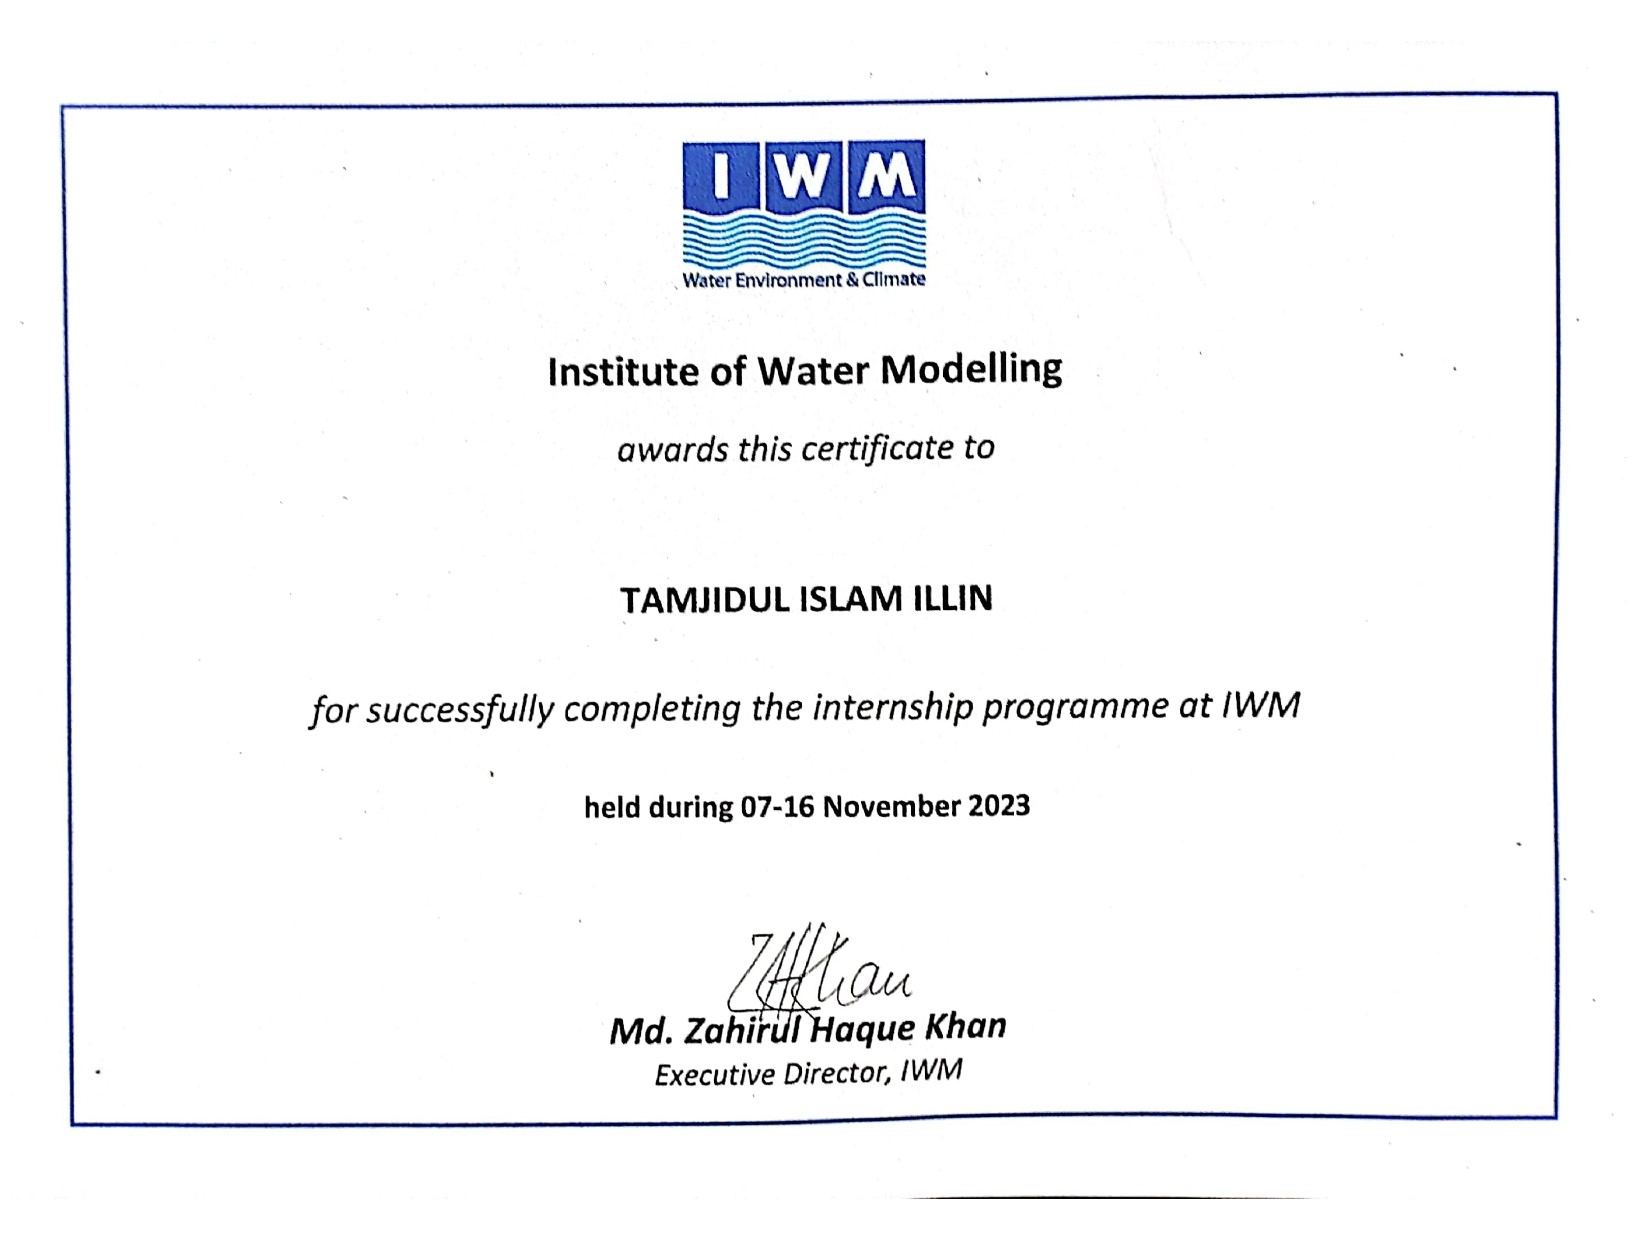 IWM
Water Environment & Climate
Institute of Water Modelling
awards this certificate to
TAMJIDUL ISLAM ILLIN
for successfully completing the internship programme at IWM
held during 07-16 November 2023
ZHKhan
Md. Zahirul Haque Khan
Executive Director, IWM